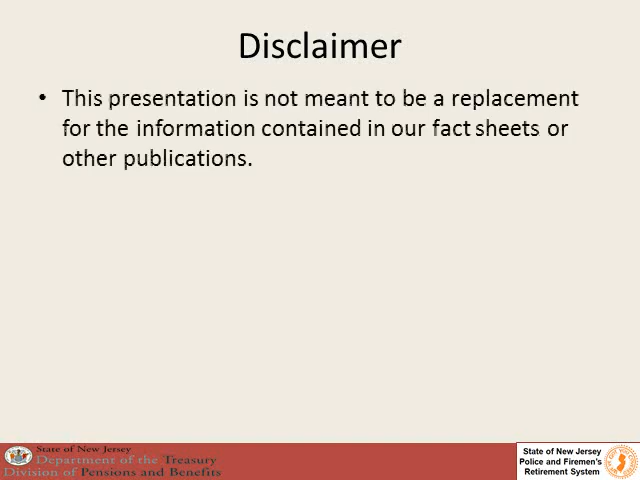 Disclaimer
• This presentation is not meant to be a replacement
for the information contained in our fact sheets or
other publications.
State of New Jersey
Department of the Treasury
Division of Pensions and Benefits
State of New Jersey
Police and Firemen's
Retirement System